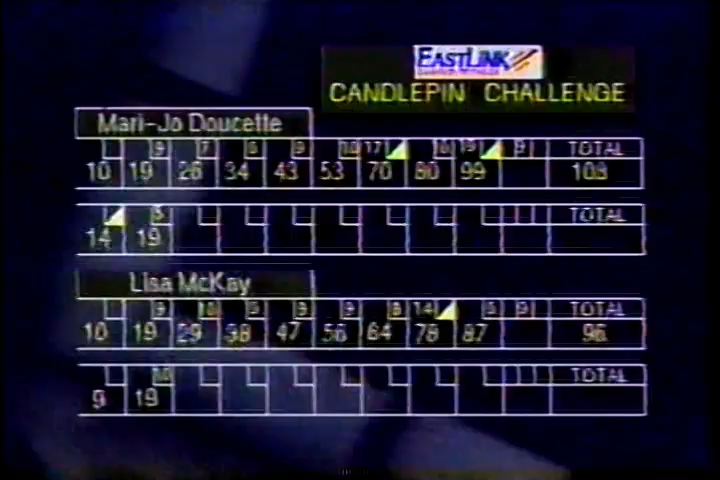 EASTLINK
CANDLEPIN CHALLENGE
Mari-Jo Doucette
9 7 8 9 10 17 10 19 9 TOTAL
10 19 26 34 43 53 70 80 99 108
5 TOTAL
14 19
Lisa McKay
9 10 9 9 8 14 9 TOTAL
10 19 29 38 47 56 64 78 87 96
10 TOTAL
9 19